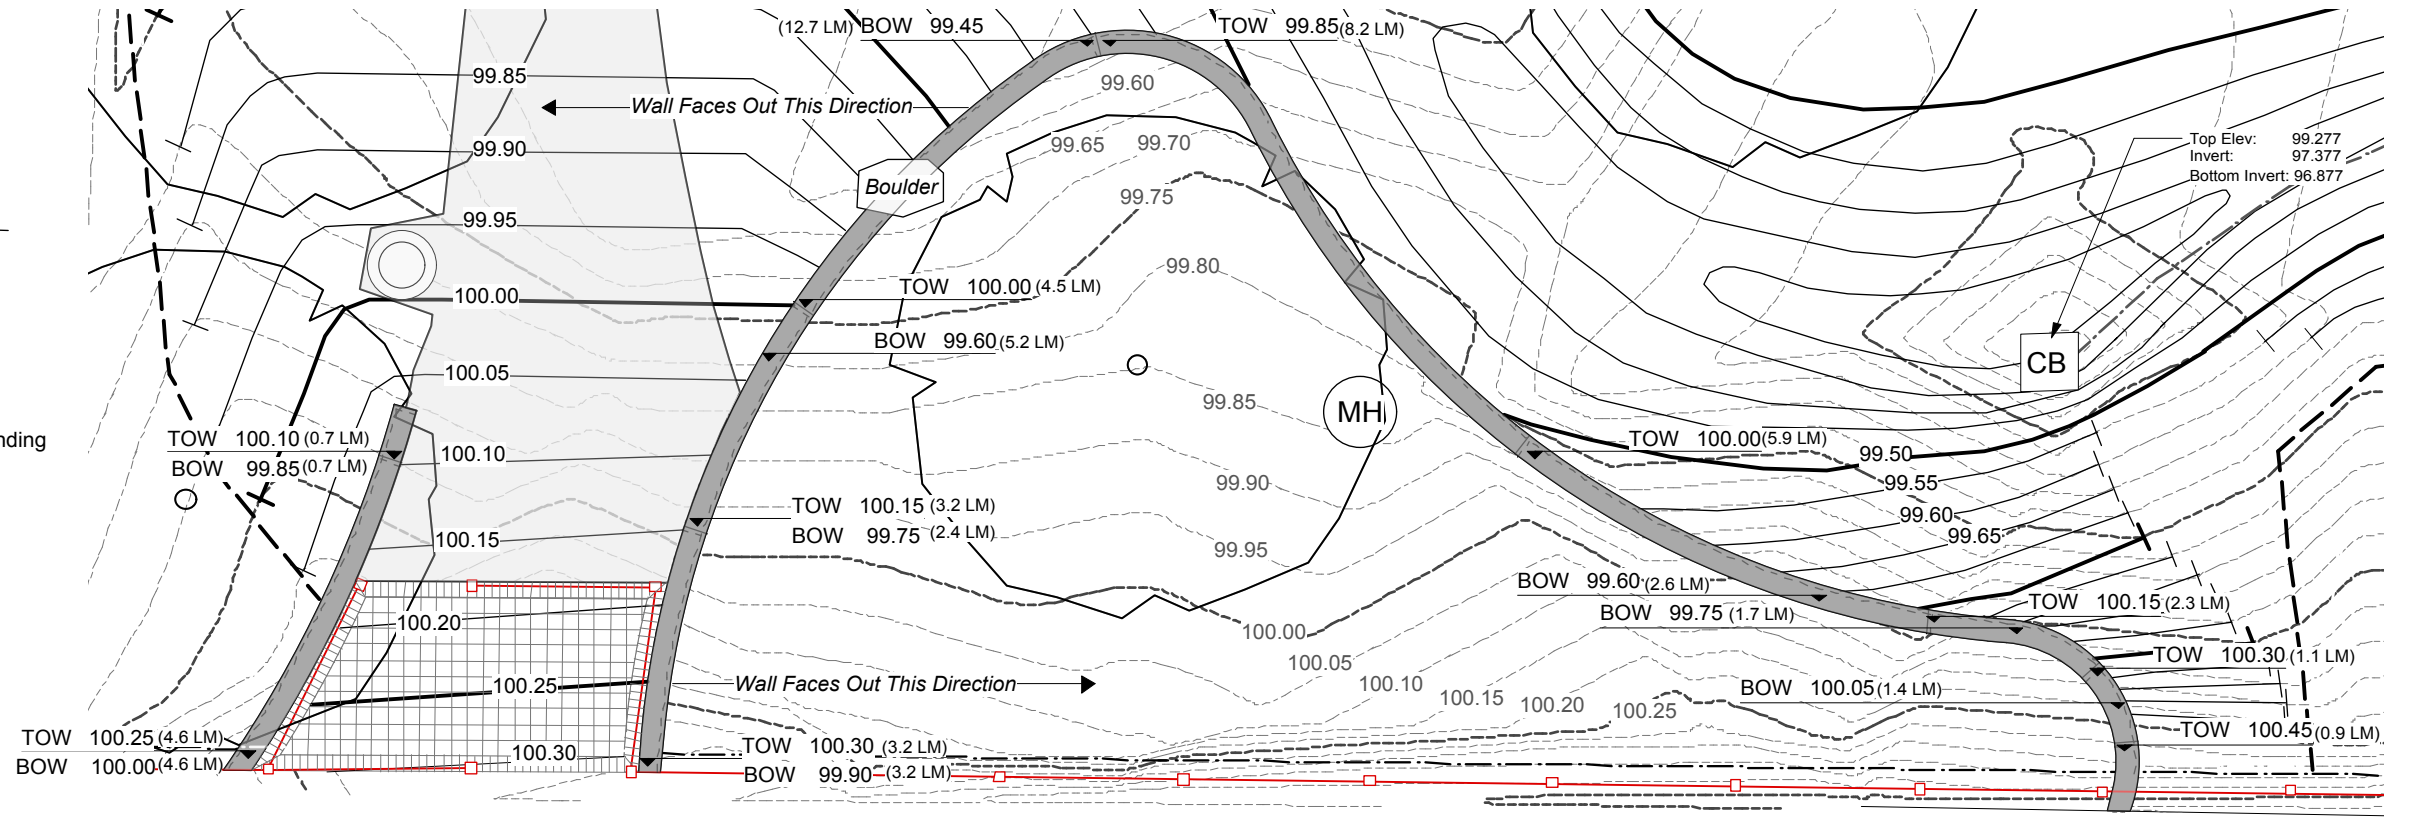 (12.7 LM) BOW 99.45
TOW 99.85 (8.2 LM)
99.85
99.60
Wall Faces Out This Direction
99.90
99.65
99.70
Top Elev: 99.277
Invert: 97.377
Bottom Invert: 96.877
Boulder
99.75
99.95
99.80
TOW 100.00 (4.5 LM)
100.00
BOW 99.60 (5.2 LM)
CB
100.05
99.85
MH
nding
TOW 100.10 (0.7 LM)
BOW 99.85 (0.7 LM)
100.10
TOW 100.00 (5.9 LM)
99.50
99.90
99.55
TOW 100.15 (3.2 LM)
BOW 99.75 (2.4 LM)
99.60
100.15
99.95
99.65
BOW 99.60 (2.6 LM)
BOW 99.75 (1.7 LM)
TOW 100.15 (2.3 LM)
100.20
100.00
100.05
TOW 100.30 (1.1 LM)
100.25
Wall Faces Out This Direction
100.10
100.15
100.20
100.25
BOW 100.05 (1.4 LM)
TOW 100.25 (4.6 LM)
BOW 100.00 (4.6 LM)
100.30
TOW 100.30 (3.2 LM)
BOW 99.90 (3.2 LM)
TOW 100.45 (0.9 LM)